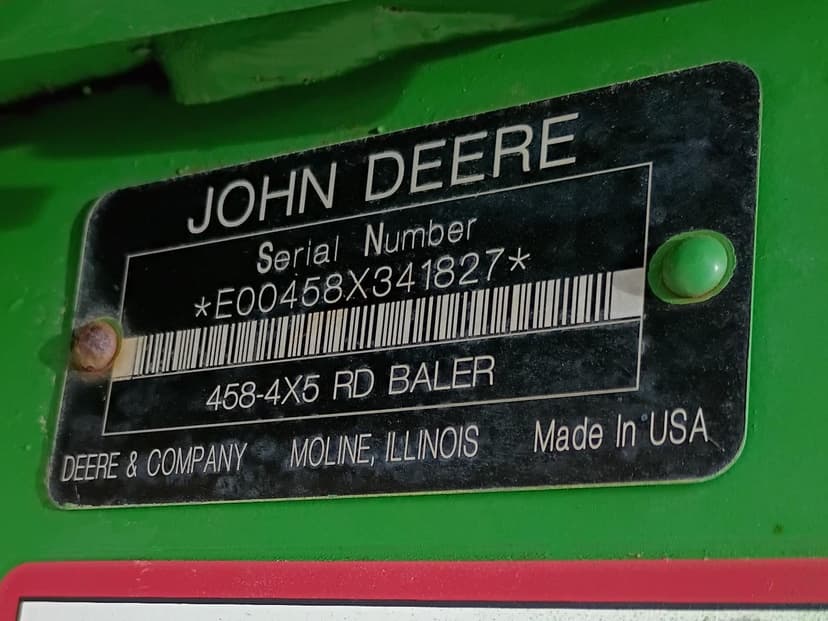 JOHN DEERE
Serial Number
*E00458X341827*
458-4X5 RD BALER
DEERE & COMPANY MOLINE, ILLINOIS Made In USA